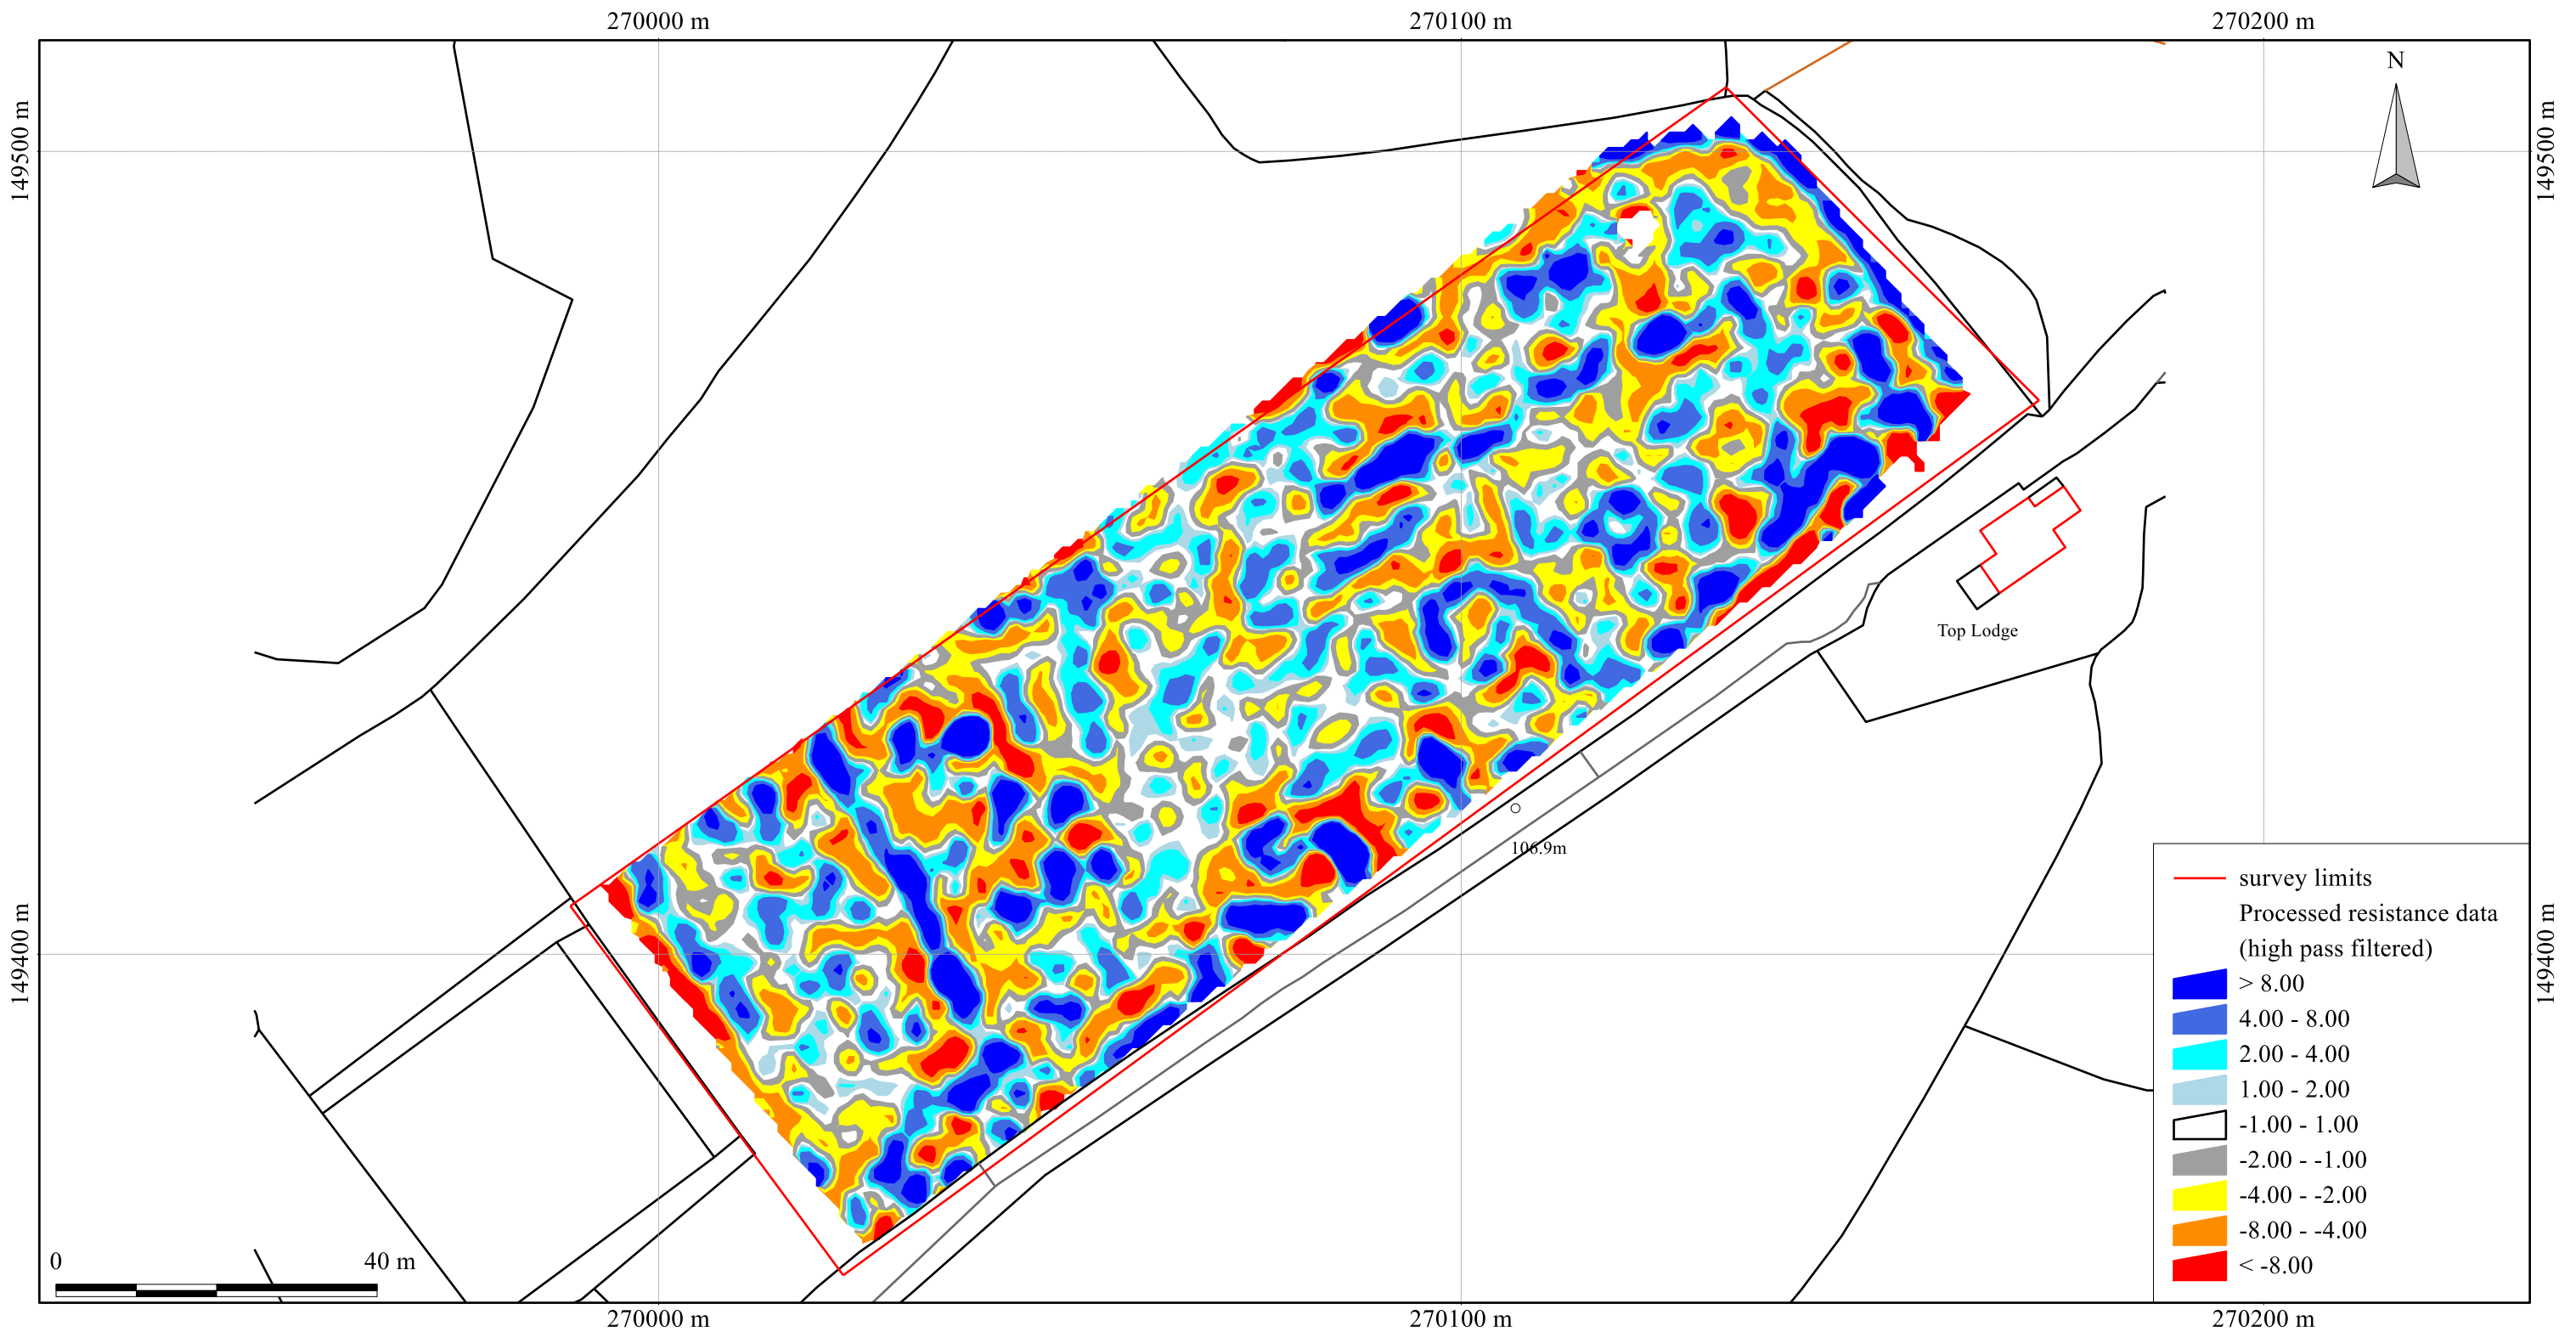 270000 m
270100 m
270200 m
N
149500 m
149500 m
Top Lodge
106.9m
survey limits
Processed resistance data
(high pass filtered)
> 8.00
4.00 - 8.00
2.00 - 4.00
1.00 - 2.00
-1.00 - 1.00
-2.00 - -1.00
-4.00 - -2.00
-8.00 - -4.00
< -8.00
149400 m
149400 m
0
40 m
270000 m
270100 m
270200 m